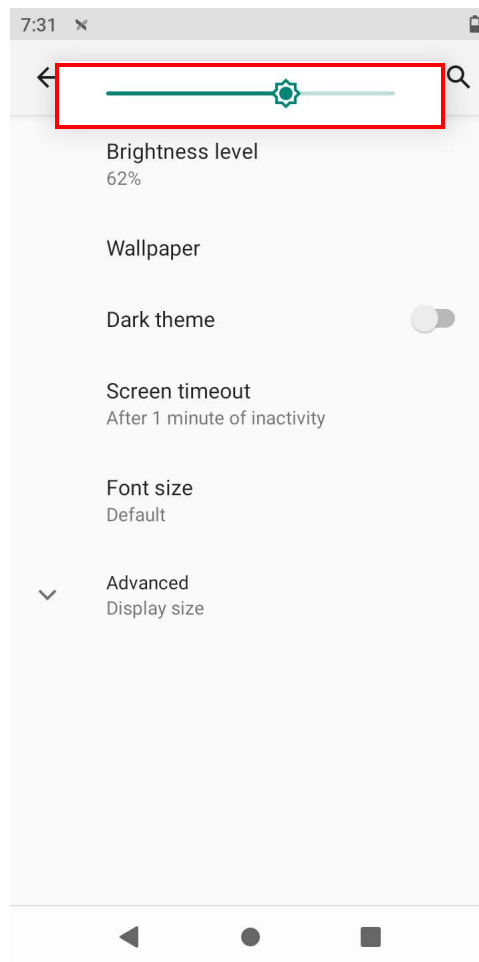 7:31
Brightness level
62%
Wallpaper
Dark theme
Screen timeout
After 1 minute of inactivity
Font size
Default
Advanced
Display size